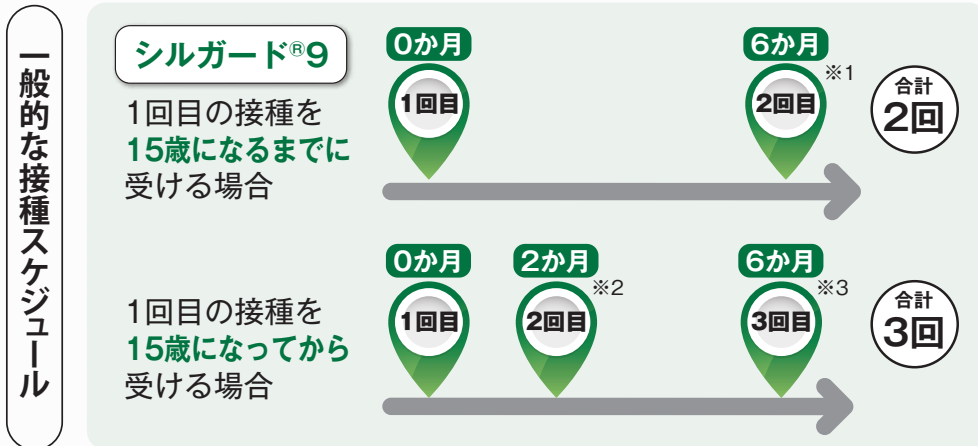 一般的な接種スケジュール
シルガード®9
1回目の接種を
15歳になるまでに
受ける場合
0か月
1回目
6か月
※1
2回目
合計
2回
1回目の接種を
15歳になってから
受ける場合
0か月
1回目
2か月
※2
2回目
6か月
※3
3回目
合計
3回